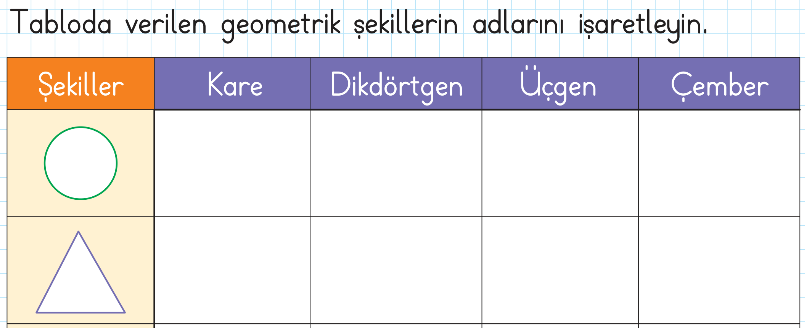 Tabloda verilen geometrik şekillerin adlarını işaretleyin.
Şekiller Kare Dikdörtgen Üçgen Çember